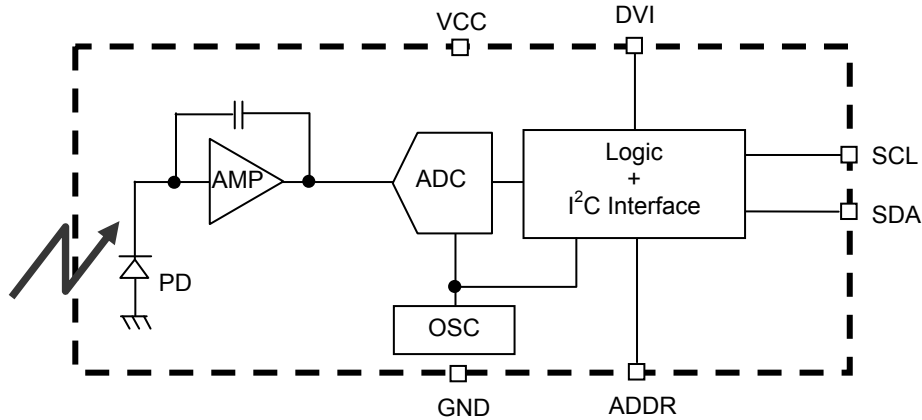 VCC
DVI
AMP
ADC
Logic
+
I²C Interface
SCL
SDA
PD
OSC
GND
ADDR